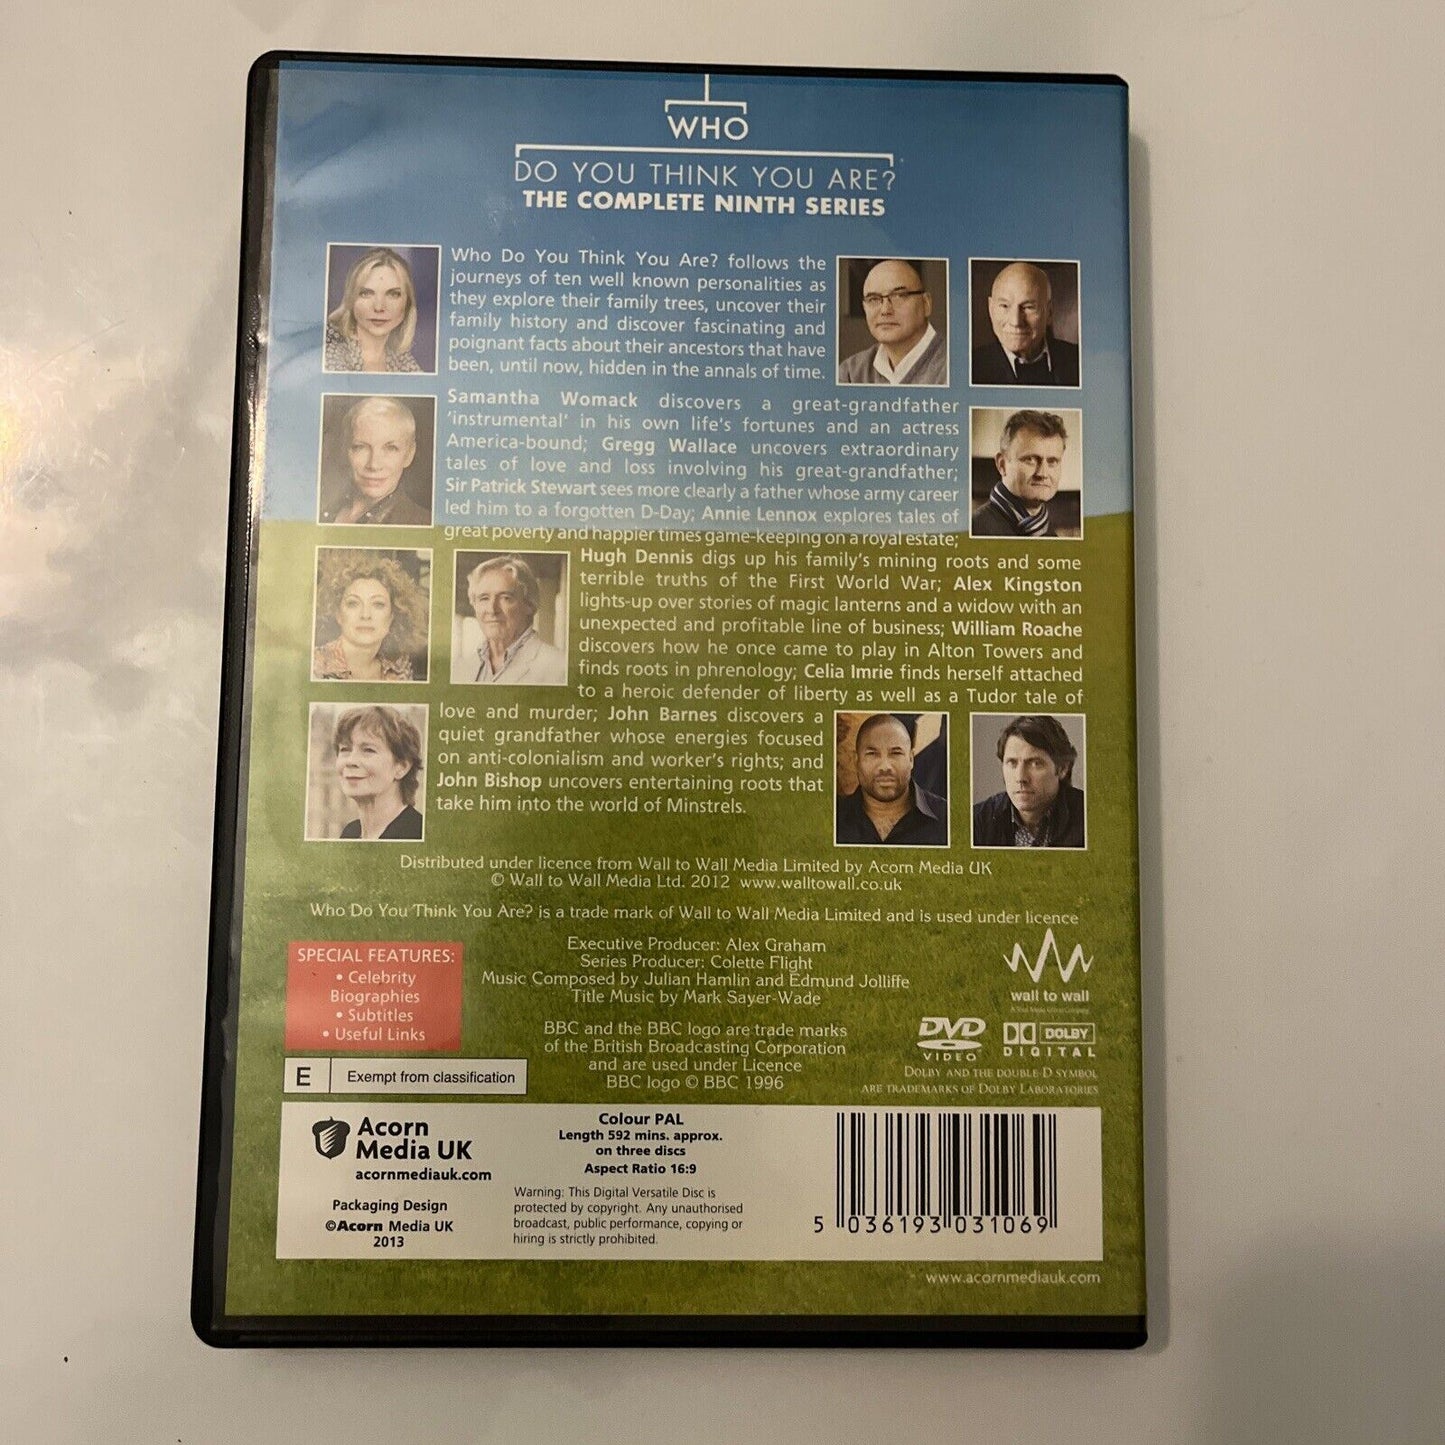 WHO
DO YOU THINK YOU ARE?
THE COMPLETE NINTH SERIES
Who Do You Think You Are? follows the
journeys of ten well known personalities as
they explore their family trees, uncover their
family history and discover fascinating and
poignant facts about their ancestors that have
been, until now, hidden in the annals of time.
Samantha Womack discovers a great-grandfather
'instrumental' in his own life's fortunes and an actress
America-bound; Gregg Wallace uncovers extraordinary
tales of love and loss involving his great-grandfather;
Sir Patrick Stewart sees more clearly a father whose army career
led him to a forgotten D-Day; Annie Lennox explores tales of
great poverty and happier times game-keeping on a royal estate;
Hugh Dennis digs up his family's mining roots and some
terrible truths of the First World War; Alex Kingston
lights-up over stories of magic lanterns and a widow with an
unexpected and profitable line of business; William Roache
discovers how he once came to play in Alton Towers and
finds roots in phrenology; Celia Imrie finds herself attached
to a heroic defender of liberty as well as a Tudor tale of
love and murder; John Barnes discovers a
quiet grandfather whose energies focused
on anti-colonialism and worker's rights; and
John Bishop uncovers entertaining roots that
take him into the world of Minstrels.
Distributed under licence from Wall to Wall Media Limited by Acorn Media UK
© Wall to Wall Media Ltd. 2012 www.walltowall.co.uk
Who Do You Think You Are? is a trade mark of Wall to Wall Media Limited and is used under licence
SPECIAL FEATURES:
• Celebrity
Biographies
• Subtitles
• Useful Links
Executive Producer: Alex Graham
Series Producer: Colette Flight
Music Composed by Julian Hamlin and Edmund Jolliffe
Title Music by Mark Sayer-Wade
BBC and the BBC logo are trade marks
of the British Broadcasting Corporation
and are used under Licence
BBC logo © BBC 1996
wall to wall
DVD
VIDEO
DOLBY
DIGITAL
DOLBY AND THE DOUBLE-D SYMBOL
ARE TRADEMARKS OF DOLBY LABORATORIES
E Exempt from classification
Acorn
Media UK
acornmediauk.com
Packaging Design
©Acorn Media UK
2013
Colour PAL
Length 592 mins. approx.
on three discs
Aspect Ratio 16:9
Warning: This Digital Versatile Disc is
protected by copyright. Any unauthorised
broadcast, public performance, copying or
hiring is strictly prohibited.
5 036193 031069
www.acornmediauk.com